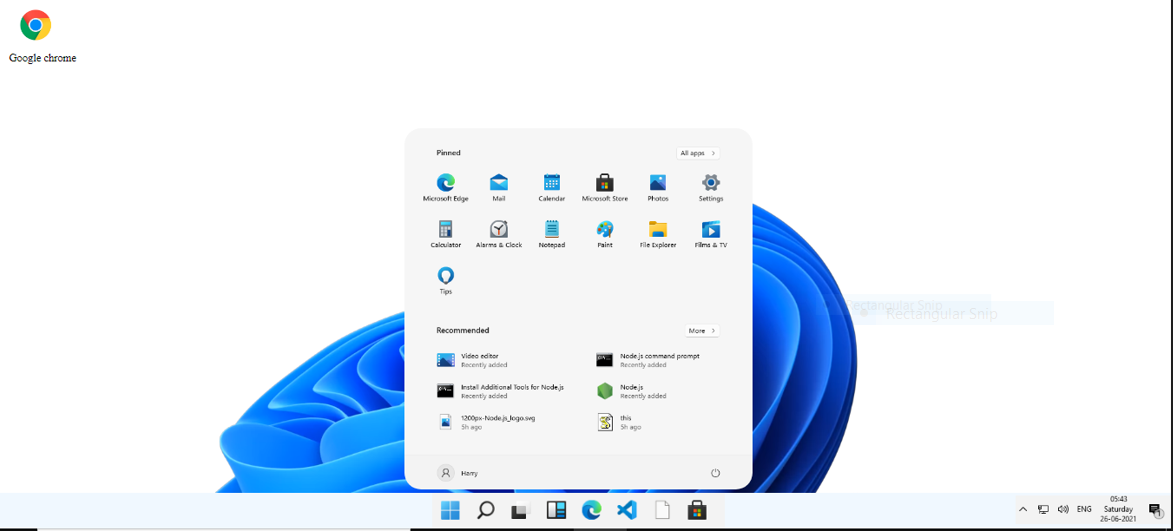 Google chrome
Pinned
All apps
Microsoft Edge
Mail
Calendar
Microsoft Store
Photos
Settings
Calculator
Alarms & Clock
Notepad
Paint
File Explorer
Films & TV
Tips
Rectangular Snip
Rectangular Snip
Recommended
More
Video editor
Recently added
Node.js command prompt
Recently added
Install Additional Tools for Node.js
Recently added
Node.js
Recently added
1200px-Node.js_logo.svg
5h ago
this
5h ago
Harry
ENG
05:43
Saturday
26-06-2021
1